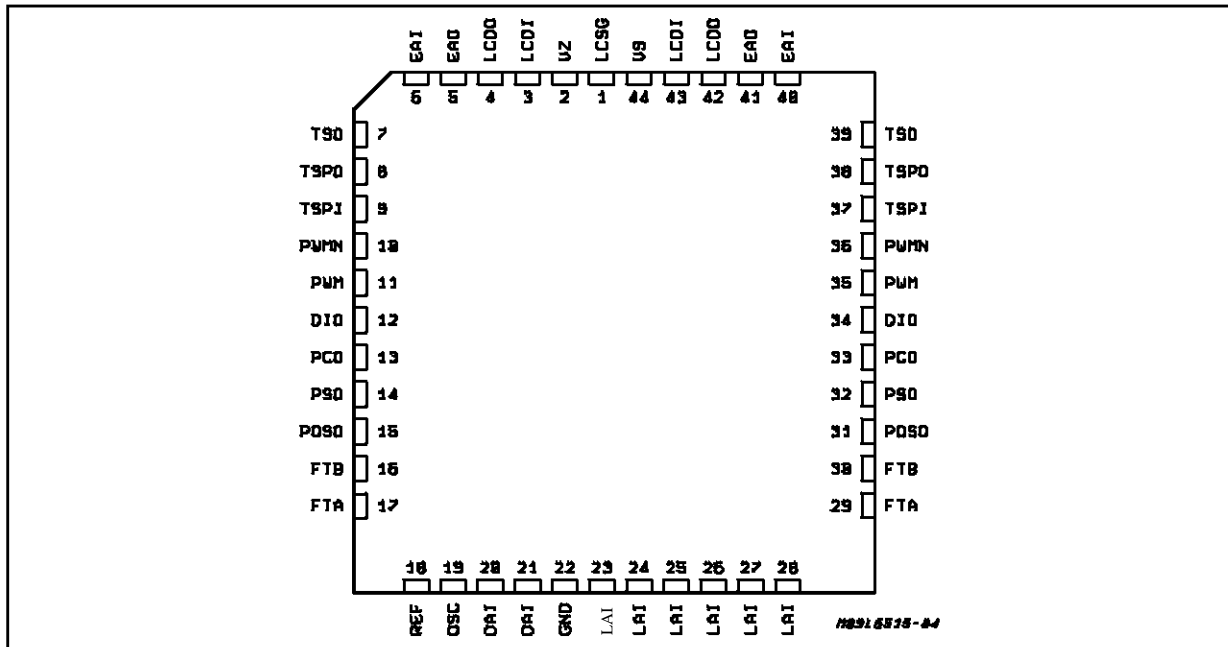 EAI EAO LCDO LCDI VZ LCSG VS LCDI LCDO EAO EAI
6 5 4 3 2 1 44 43 42 41 40
TSO 7 39 TSO
TSPO 8 38 TSPO
TSPI 9 37 TSPI
PWMN 10 36 PWMN
PWM 11 35 PWM
DIO 12 34 DIO
PCO 13 33 PCO
PSO 14 32 PSO
POSO 15 31 POSO
FTB 16 30 FTB
FTA 17 29 FTA
18 19 20 21 22 23 24 25 26 27 28
REF OSC DAI DAI GND LAI LAI LAI LAI LAI LAI